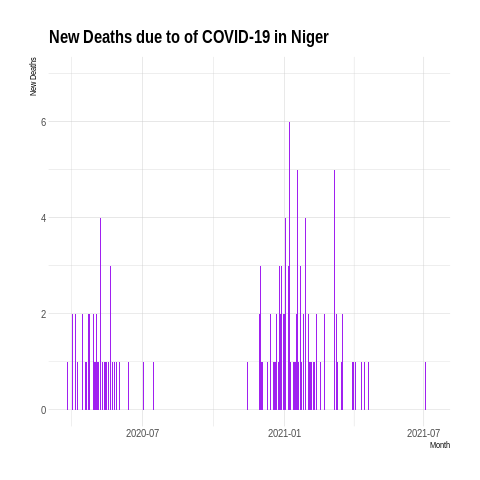 New Deaths due to of COVID-19 in Niger
New Deaths
6
4
2
0
2020-07 2021-01 2021-07
Month